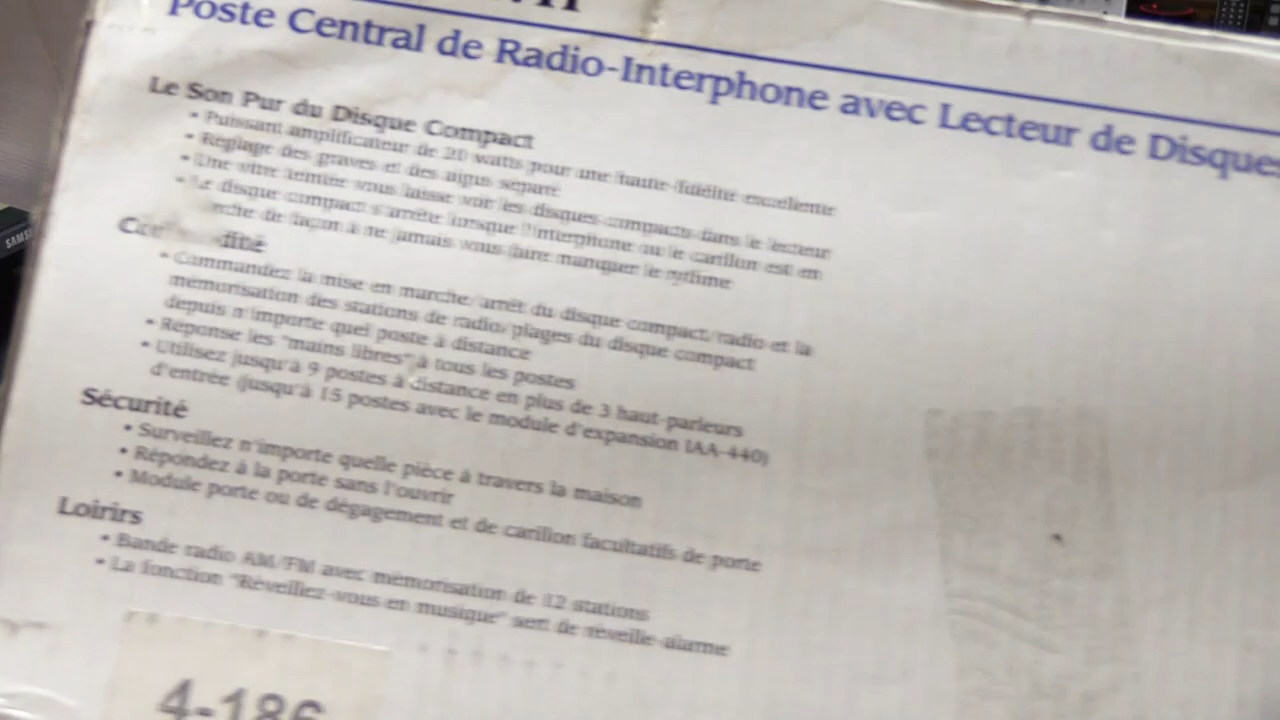 Poste Central de Radio-Interphone avec Lecteur de Disques
Le Son Pur du Disque Compact
• Puissant amplificateur de 20 watts pour une haute-fidélité excellente
• Réglage des graves et des aigus séparé
• Une vitre teintée vous laisse voir les disques compacts dans le lecteur
• Le disque compact s'arrête lorsque l'interphone ou le carillon est en
rche de façon à ne jamais vous faire manquer le rythme
dité
• Commandez la mise en marche/arrêt du disque compact/radio et la
mémorisation des stations de radio/plages du disque compact
depuis n'importe quel poste à distance
• Réponse les "mains libres" à tous les postes
• Utilisez jusqu'à 9 postes à distance en plus de 3 haut-parleurs
d'entrée (jusqu'à 15 postes avec le module d'expansion IAA-440)
Sécurité
• Surveillez n'importe quelle pièce à travers la maison
• Répondez à la porte sans l'ouvrir
• Module porte ou de dégagement et de carillon facultatifs de porte
Loirirs
• Bande radio AM/FM avec mémorisation de 12 stations
• La fonction "Réveillez-vous en musique" sert de réveille-alarme
4-186
SAMS